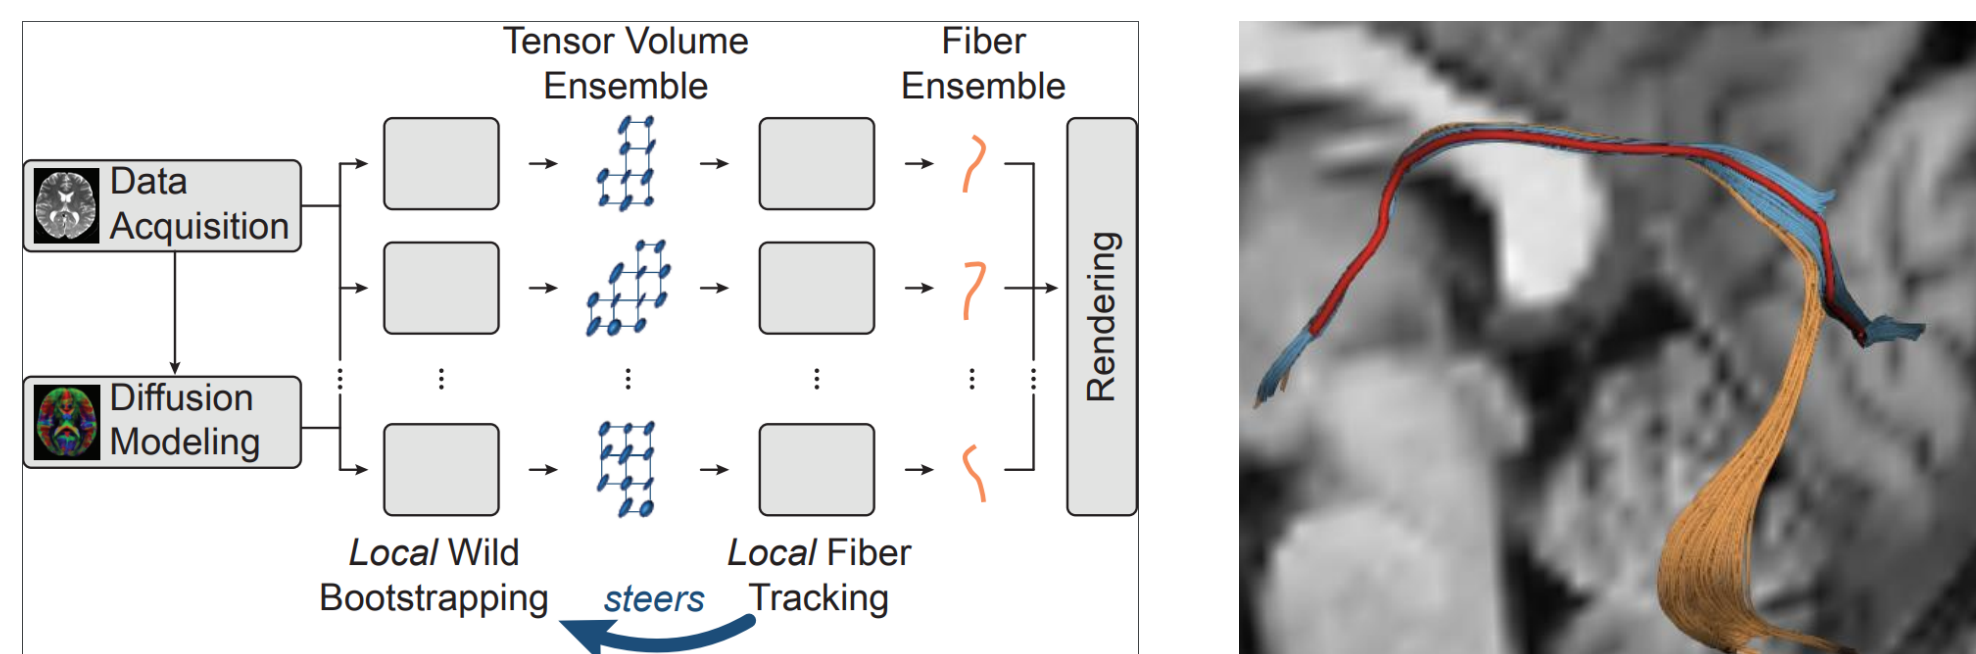 Tensor Volume
Ensemble
Fiber
Ensemble
Data
Acquisition
Diffusion
Modeling
Rendering
Local Wild
Bootstrapping
steers
Local Fiber
Tracking